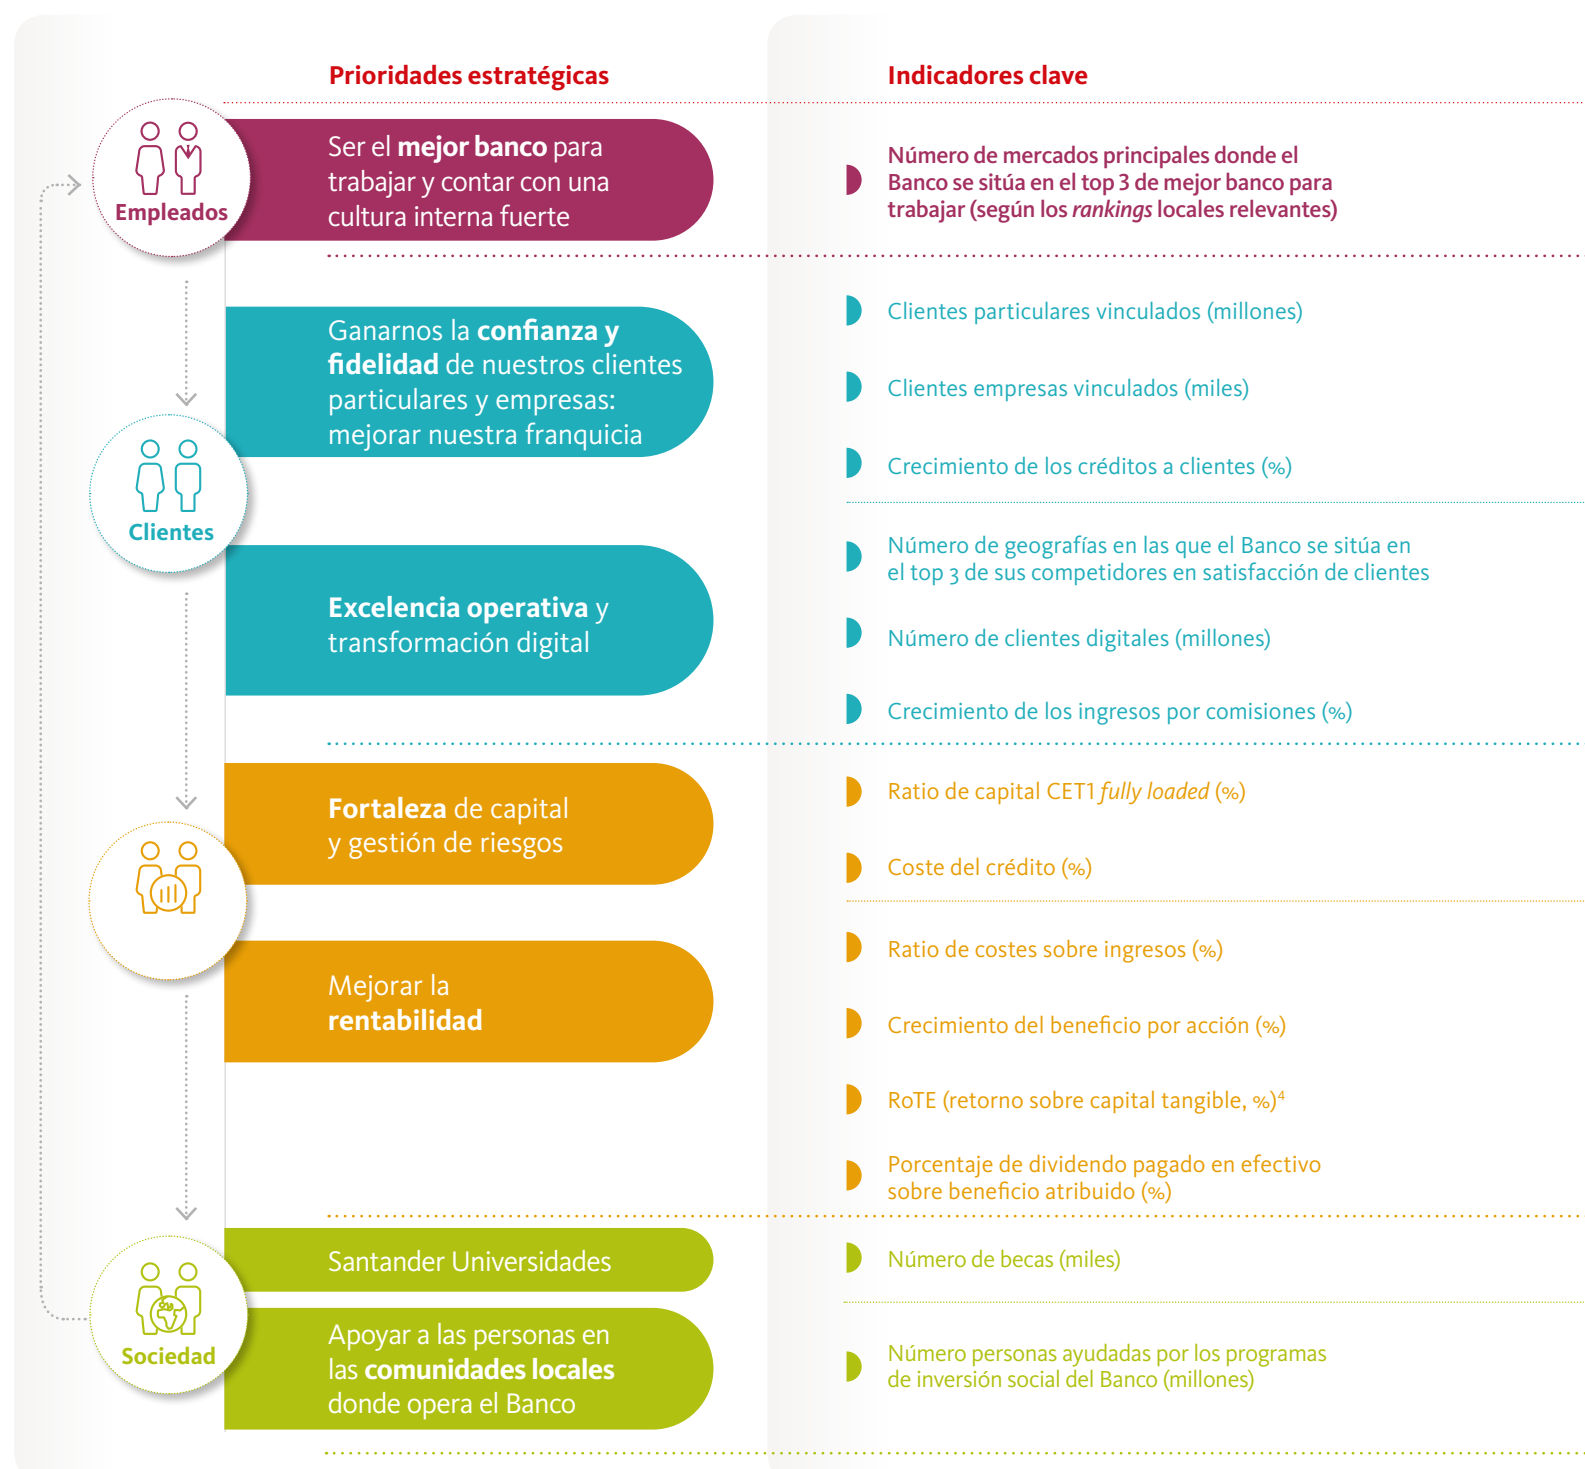 Prioridades estratégicas
Indicadores clave
Empleados
Ser el mejor banco para
trabajar y contar con una
cultura interna fuerte
Número de mercados principales donde el
Banco se sitúa en el top 3 de mejor banco para
trabajar (según los rankings locales relevantes)
Clientes
Ganarnos la confianza y
fidelidad de nuestros clientes
particulares y empresas:
mejorar nuestra franquicia
Clientes particulares vinculados (millones)
Clientes empresas vinculados (miles)
Crecimiento de los créditos a clientes (%)
Excelencia operativa y
transformación digital
Número de geografías en las que el Banco se sitúa en
el top 3 de sus competidores en satisfacción de clientes
Número de clientes digitales (millones)
Crecimiento de los ingresos por comisiones (%)
Fortaleza de capital
y gestión de riesgos
Ratio de capital CET1 fully loaded (%)
Coste del crédito (%)
Mejorar la
rentabilidad
Ratio de costes sobre ingresos (%)
Crecimiento del beneficio por acción (%)
RoTE (retorno sobre capital tangible, %)⁴
Porcentaje de dividendo pagado en efectivo
sobre beneficio atribuido (%)
Sociedad
Santander Universidades
Número de becas (miles)
Apoyar a las personas en
las comunidades locales
donde opera el Banco
Número personas ayudadas por los programas
de inversión social del Banco (millones)